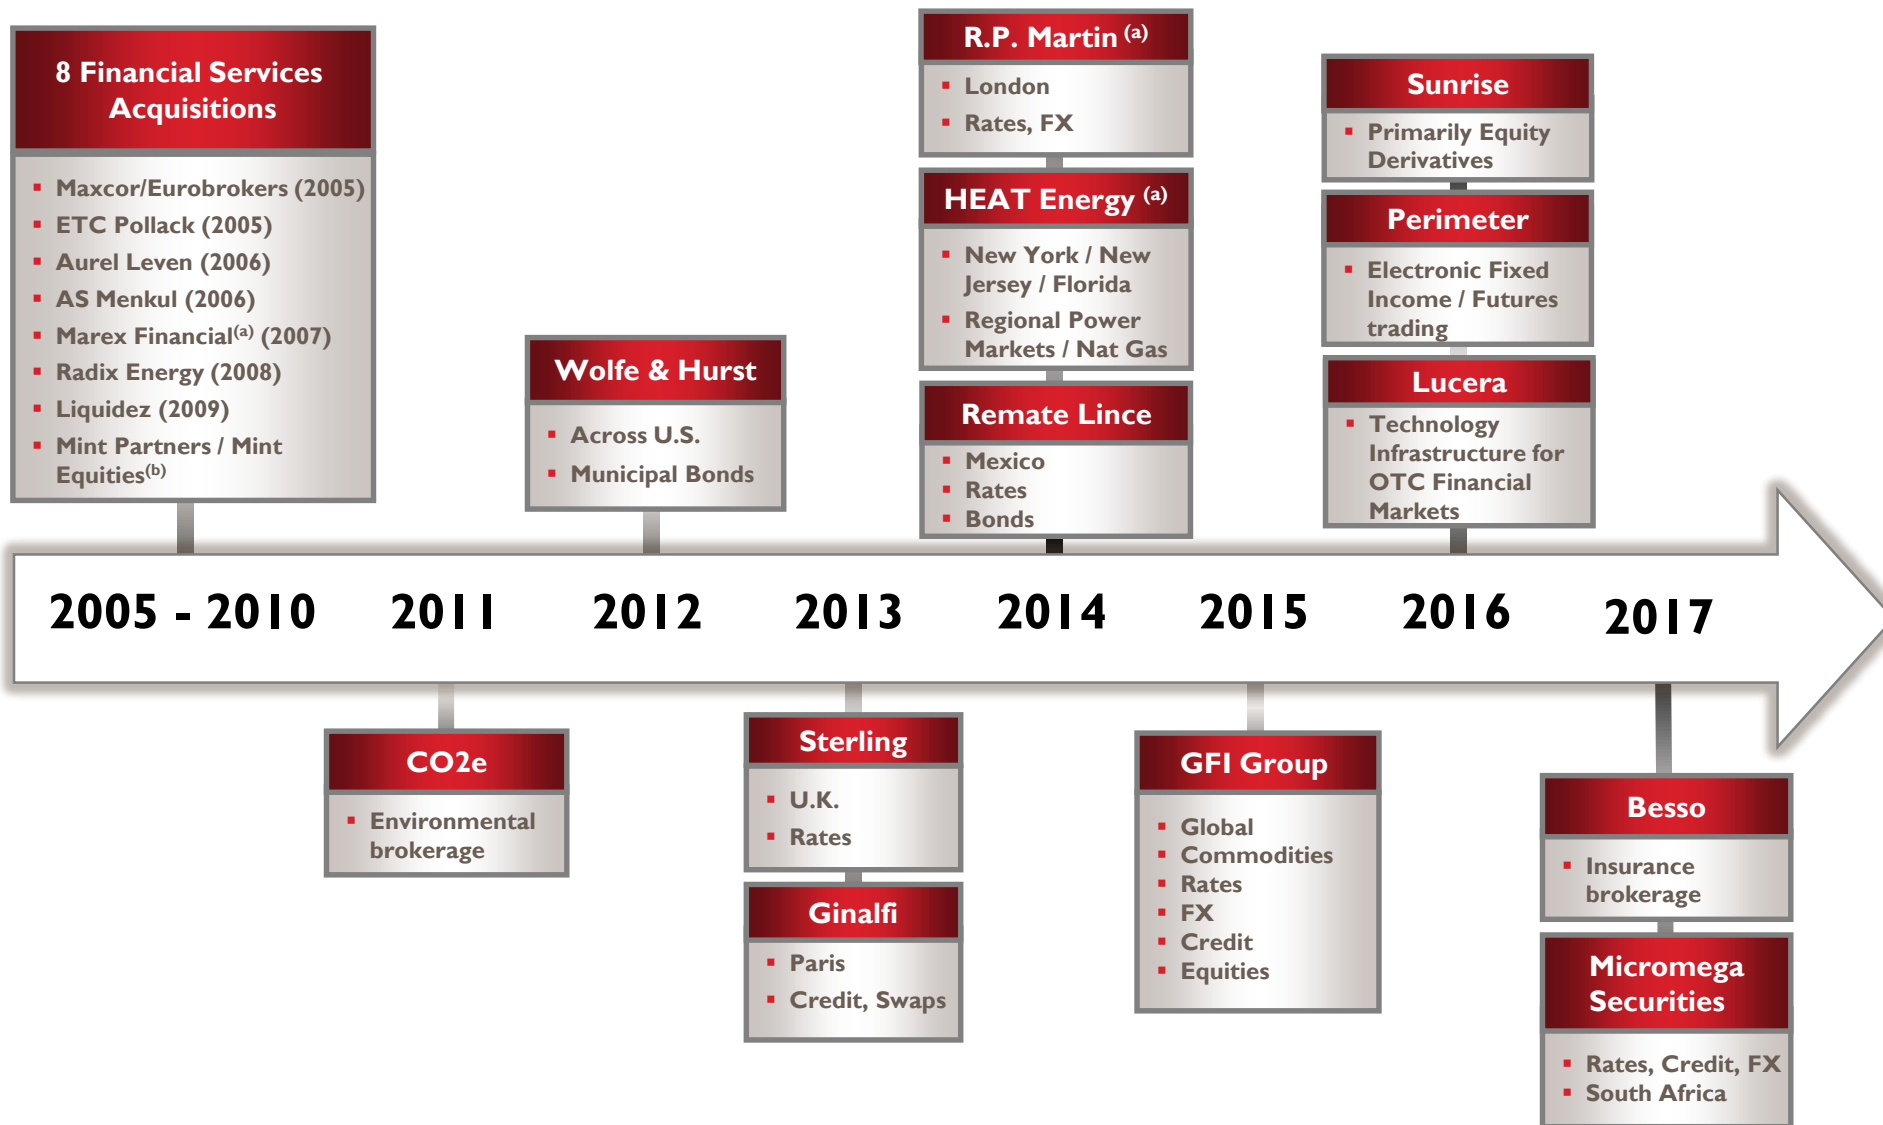 8 Financial Services
Acquisitions
▪ Maxcor/Eurobrokers (2005)
▪ ETC Pollack (2005)
▪ Aurel Leven (2006)
▪ AS Menkul (2006)
▪ Marex Financial(a) (2007)
▪ Radix Energy (2008)
▪ Liquidez (2009)
▪ Mint Partners / Mint
Equities(b)
Wolfe & Hurst
▪ Across U.S.
▪ Municipal Bonds
R.P. Martin (a)
▪ London
▪ Rates, FX
HEAT Energy (a)
▪ New York / New
Jersey / Florida
▪ Regional Power
Markets / Nat Gas
Remate Lince
▪ Mexico
▪ Rates
▪ Bonds
Sunrise
▪ Primarily Equity
Derivatives
Perimeter
▪ Electronic Fixed
Income / Futures
trading
Lucera
▪ Technology
Infrastructure for
OTC Financial
Markets
2005 - 2010
2011
2012
2013
2014
2015
2016
2017
CO2e
▪ Environmental
brokerage
Sterling
▪ U.K.
▪ Rates
Ginalfi
▪ Paris
▪ Credit, Swaps
GFI Group
▪ Global
▪ Commodities
▪ Rates
▪ FX
▪ Credit
▪ Equities
Besso
▪ Insurance
brokerage
Micromega
Securities
▪ Rates, Credit, FX
▪ South Africa